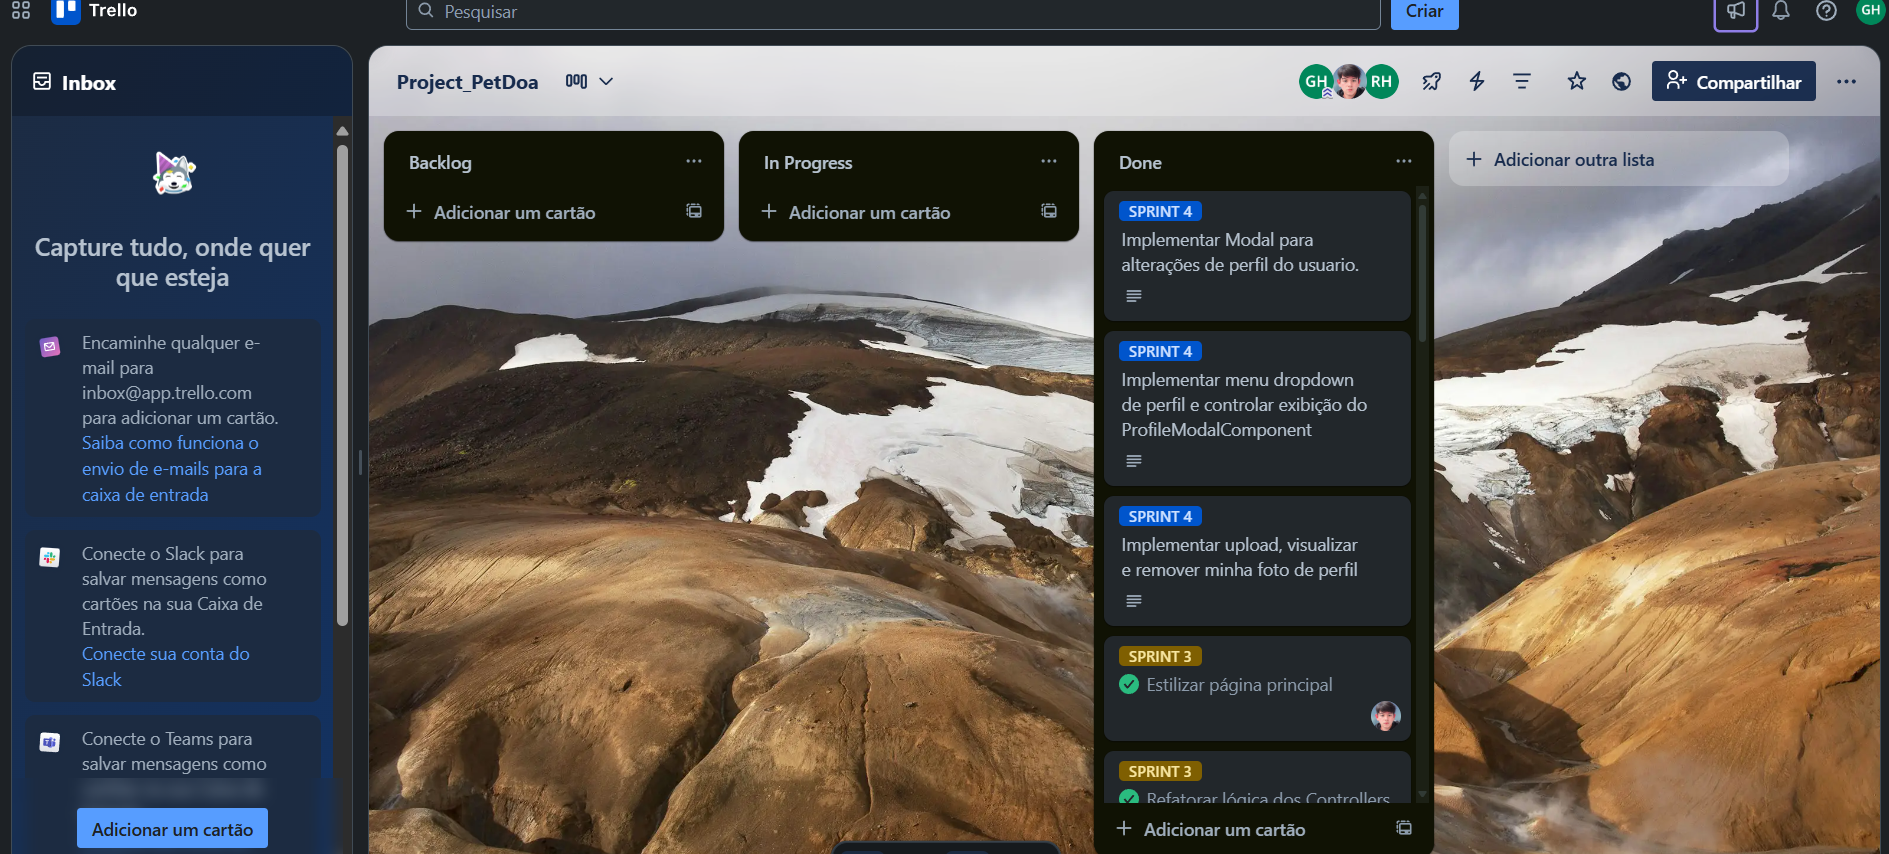 Trello
Pesquisar
Criar
GH
Inbox
Capture tudo, onde quer
que esteja
Encaminhe qualquer e-
mail para
inbox@app.trello.com
para adicionar um cartão.
Saiba como funciona o
envio de e-mails para a
caixa de entrada
Conecte o Slack para
salvar mensagens como
cartões na sua Caixa de
Entrada.
Conecte sua conta do
Slack
Conecte o Teams para
salvar mensagens como
Adicionar um cartão
Project_PetDoa
GH
RH
Compartilhar
Backlog
Adicionar um cartão
In Progress
Adicionar um cartão
Done
SPRINT 4
Implementar Modal para
alterações de perfil do usuario.
SPRINT 4
Implementar menu dropdown
de perfil e controlar exibição do
ProfileModalComponent
SPRINT 4
Implementar upload, visualizar
e remover minha foto de perfil
SPRINT 3
Estilizar página principal
SPRINT 3
Refatorar lógica dos Controllers
Adicionar um cartão
Adicionar outra lista